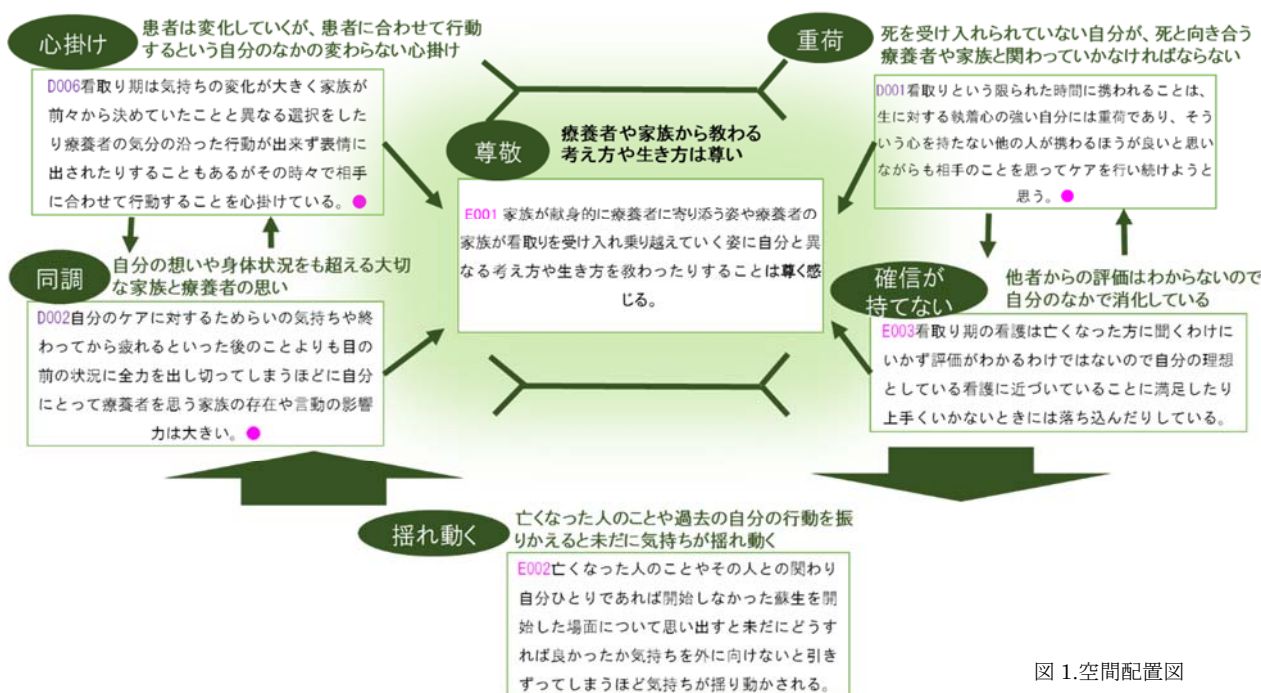 心掛け
患者は変化していくが、患者に合わせて行動
するという自分のなかの変わらない心掛け
D006看取り期は気持ちの変化が大きく家族が
前々から決めていたことと異なる選択をした
り療養者の気分の沿った行動が出来ず表情に
出されたりすることもあるがその時々で相手
に合わせて行動することを心掛けている。
重荷
死を受け入れられていない自分が、死と向き合う
療養者や家族と関わっていかなければならない
D001看取りという限られた時間に携われることは、
生に対する執着心の強い自分には重荷であり、そう
いう心を持たない他の人が携わるほうが良いと思い
ながらも相手のことを思ってケアを行い続けようと
思う。
尊敬
療養者や家族から教わる
考え方や生き方は尊い
E001 家族が献身的に療養者に寄り添う姿や療養者の
家族が看取りを受け入れ乗り越えていく姿に自分と異
なる考え方や生き方を教わったりすることは尊く感
じる。
同調
自分の想いや身体状況をも超える大切
な家族と療養者の思い
D002自分のケアに対するためらいの気持ちや終
わってから疲れるといった後のことよりも目の
前の状況に全力を出し切ってしまうほどに自分
にとって療養者を思う家族の存在や言動の影響
力は大きい。
確信が
持てない
他者からの評価はわからないので
自分のなかで消化している
E003看取り期の看護は亡くなった方に聞くわけに
いかず評価がわかるわけではないので自分の理想
としている看護に近づいていることに満足したり
上手くいかないときには落ち込んだりしている。
揺れ動く
亡くなった人のことや過去の自分の行動を振
りかえると未だに気持ちが揺れ動く
E002亡くなった人のことやその人との関わり
自分ひとりであれば開始しなかった蘇生を開
始した場面について思い出すと未だにどうす
れば良かったか気持ちを外に向けないと引き
ずってしまうほど気持ちが揺り動かされる。
図 1.空間配置図